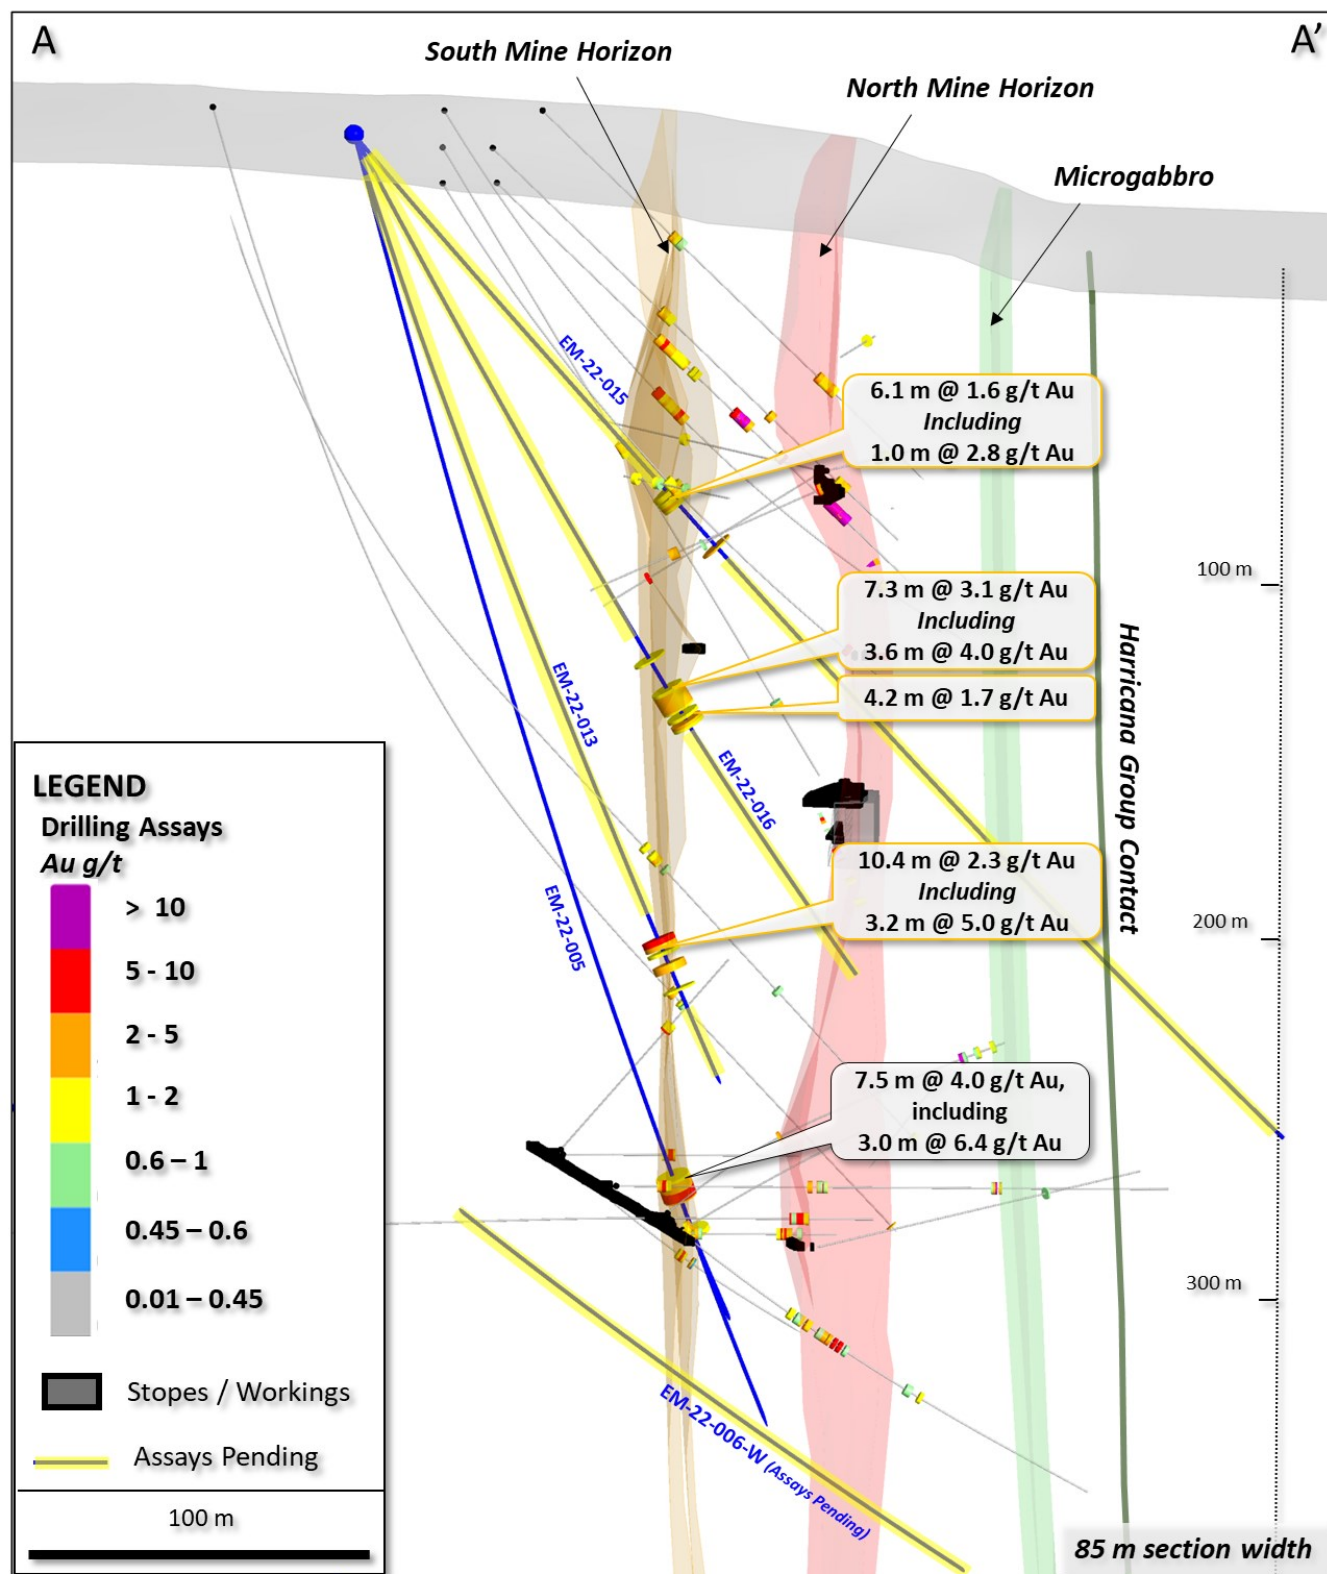 A
A’
South Mine Horizon
North Mine Horizon
Microgabbro
EM-22-015
6.1 m @ 1.6 g/t Au
Including
1.0 m @ 2.8 g/t Au
100 m
7.3 m @ 3.1 g/t Au
Including
3.6 m @ 4.0 g/t Au
Harricana Group Contact
EM-22-013
4.2 m @ 1.7 g/t Au
EM-22-016
10.4 m @ 2.3 g/t Au
Including
3.2 m @ 5.0 g/t Au
EM-22-005
200 m
7.5 m @ 4.0 g/t Au,
including
3.0 m @ 6.4 g/t Au
300 m
EM-22-006-W (Assays Pending)
85 m section width
LEGEND
Drilling Assays
Au g/t
> 10
5 - 10
2 - 5
1 - 2
0.6 – 1
0.45 – 0.6
0.01 – 0.45
Stopes / Workings
Assays Pending
100 m